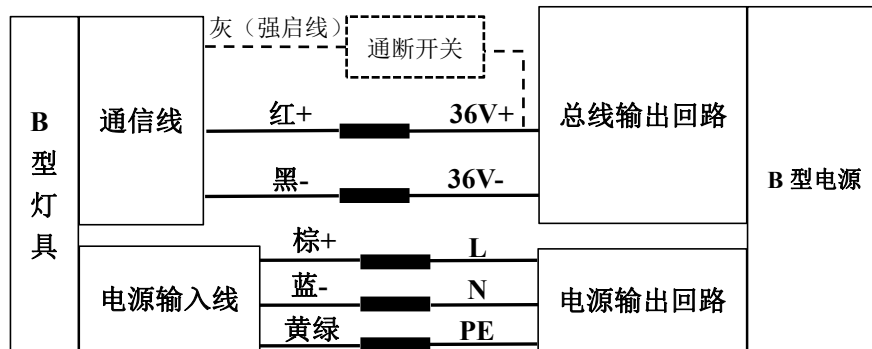 灰（强启线）
通断开关
B型灯具
通信线
红+
36V+
总线输出回路
黑-
36V-
B 型电源
棕+
L
电源输入线
蓝-
N
电源输出回路
黄绿
PE